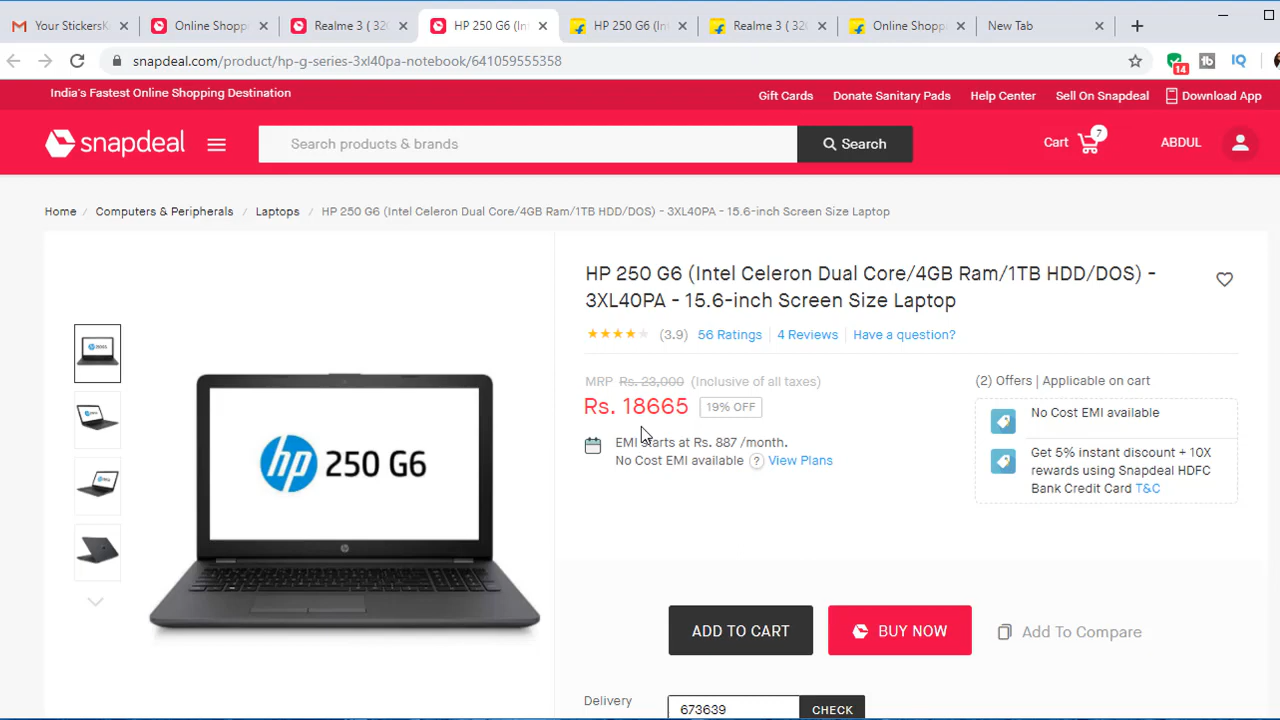 Your StickersK
Online Shopp
Realme 3 ( 32G
HP 250 G6 (Int
HP 250 G6 (Int
Realme 3 ( 32G
Online Shopp
New Tab
snapdeal.com/product/hp-g-series-3xl40pa-notebook/641059555358
14
tb
IQ
India's Fastest Online Shopping Destination
Gift Cards
Donate Sanitary Pads
Help Center
Sell On Snapdeal
Download App
snapdeal
Search products & brands
Search
Cart
7
ABDUL
Home / Computers & Peripherals / Laptops / HP 250 G6 (Intel Celeron Dual Core/4GB Ram/1TB HDD/DOS) - 3XL40PA - 15.6-inch Screen Size Laptop
HP 250 G6 (Intel Celeron Dual Core/4GB Ram/1TB HDD/DOS) -
3XL40PA - 15.6-inch Screen Size Laptop
(3.9) 56 Ratings 4 Reviews Have a question?
MRP Rs. 23,000 (Inclusive of all taxes)
Rs. 18665 19% OFF
EMI starts at Rs. 887 /month.
No Cost EMI available ? View Plans
(2) Offers | Applicable on cart
No Cost EMI available
Get 5% instant discount + 10X
rewards using Snapdeal HDFC
Bank Credit Card T&C
hp 250 G6
ADD TO CART
BUY NOW
Add To Compare
Delivery
673639
CHECK